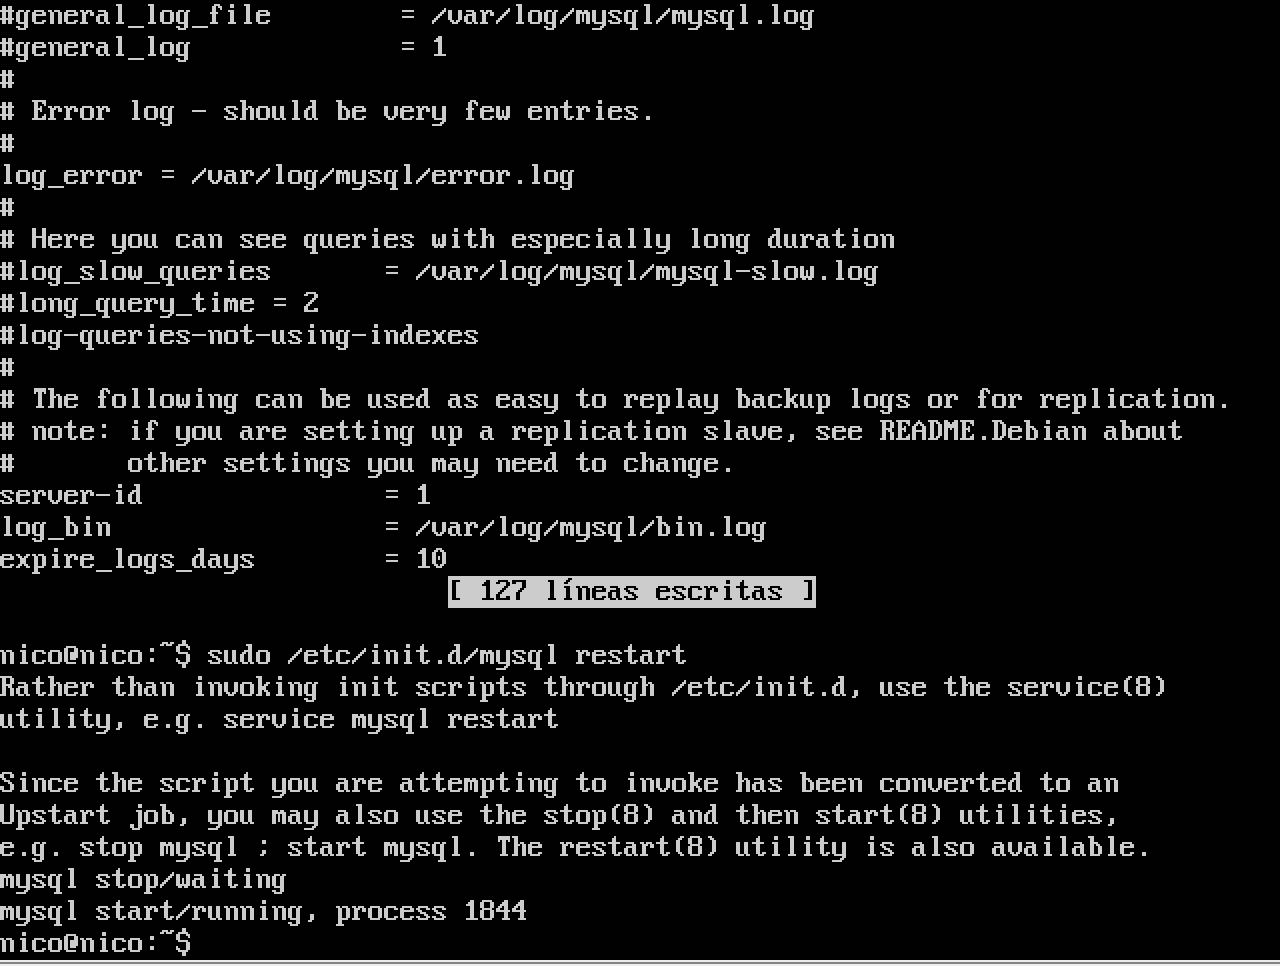 #general_log_file        = /var/log/mysql/mysql.log
#general_log             = 1
#
# Error log - should be very few entries.
#
log_error = /var/log/mysql/error.log
#
# Here you can see queries with especially long duration
#log_slow_queries       = /var/log/mysql/mysql-slow.log
#long_query_time = 2
#log-queries-not-using-indexes
#
# The following can be used as easy to replay backup logs or for replication.
# note: if you are setting up a replication slave, see README.Debian about
#       other settings you may need to change.
server-id               = 1
log_bin                 = /var/log/mysql/bin.log
expire_logs_days        = 10
[ 127 líneas escritas ]
nico@nico:~$ sudo /etc/init.d/mysql restart
Rather than invoking init scripts through /etc/init.d, use the service(8)
utility, e.g. service mysql restart
Since the script you are attempting to invoke has been converted to an
Upstart job, you may also use the stop(8) and then start(8) utilities,
e.g. stop mysql ; start mysql. The restart(8) utility is also available.
mysql stop/waiting
mysql start/running, process 1844
nico@nico:~$